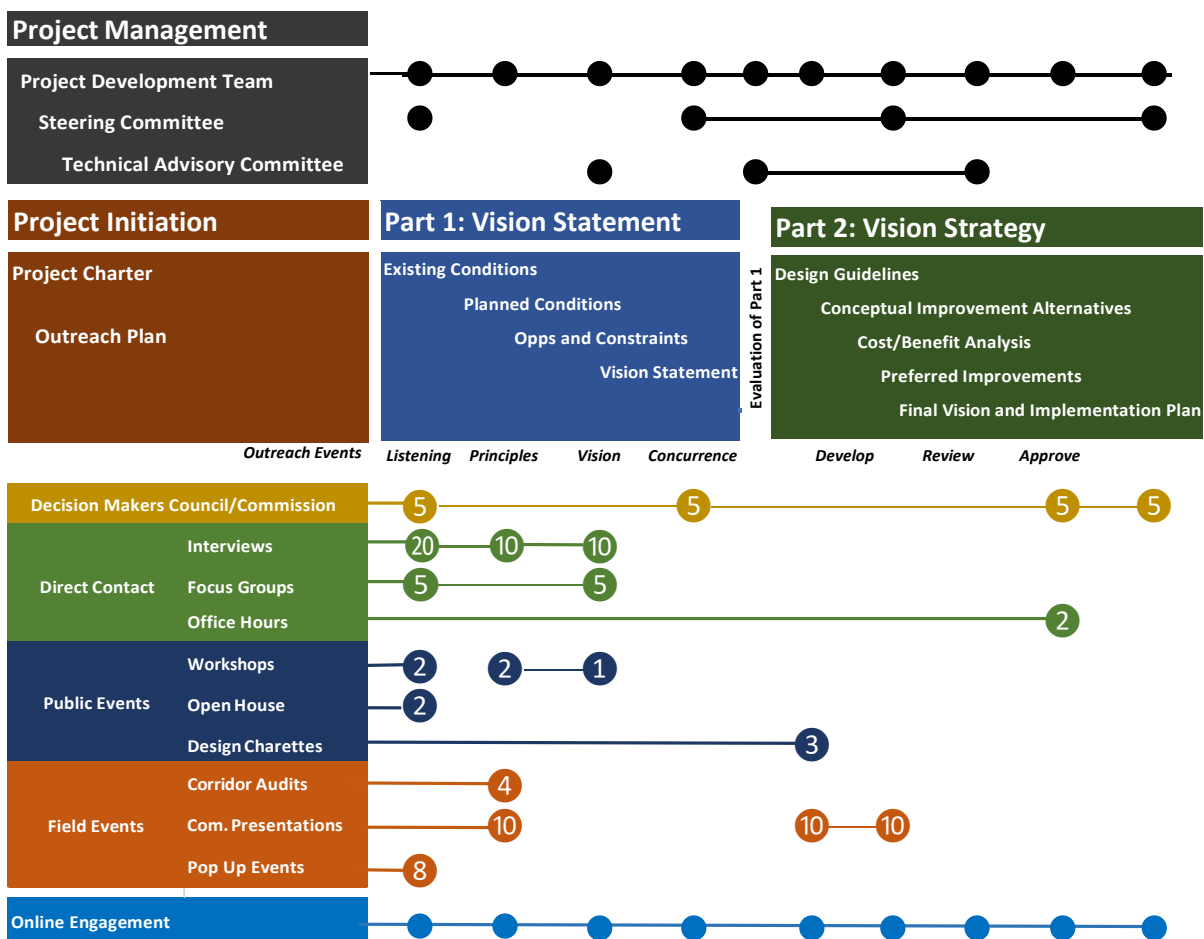 Project Management
Project Development Team
Steering Committee
Technical Advisory Committee
Project Initiation
Part 1: Vision Statement
Part 2: Vision Strategy
Project Charter
Outreach Plan
Existing Conditions
Planned Conditions
Opps and Constraints
Vision Statement
Evaluation of Part 1
Design Guidelines
Conceptual Improvement Alternatives
Cost/Benefit Analysis
Preferred Improvements
Final Vision and Implementation Plan
Outreach Events Listening Principles Vision Concurrence Develop Review Approve
Decision Makers Council/Commission 5 5 5 5
Direct Contact
Interviews 20 10 10
Focus Groups 5 5
Office Hours 2
Public Events
Workshops 2 2 1
Open House 2
Design Charettes 3
Field Events
Corridor Audits 4
Com. Presentations 10 10 10
Pop Up Events 8
Online Engagement